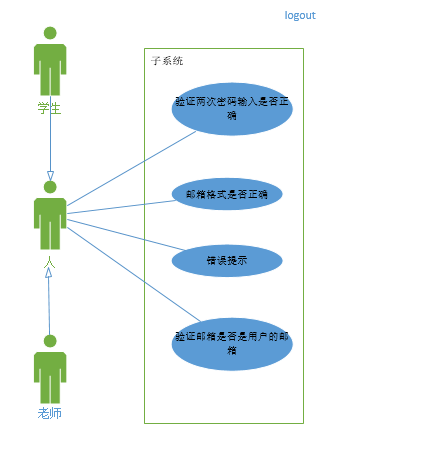 logout
子系统
验证两次密码输入是否正
确
学生
邮箱格式是否正确
人
错误提示
验证邮箱是否是用户的邮
箱
老师